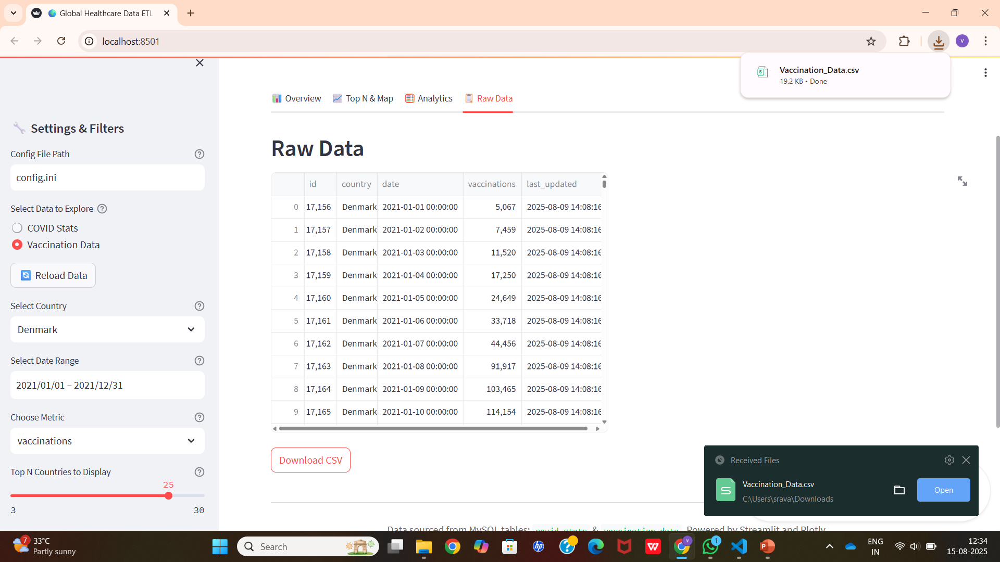 Global Healthcare Data ETL
localhost:8501
Vaccination_Data.csv
19.2 KB • Done
Settings & Filters
Config File Path
config.ini
Select Data to Explore
COVID Stats
Vaccination Data
Reload Data
Select Country
Denmark
Select Date Range
2021/01/01 – 2021/12/31
Choose Metric
vaccinations
Top N Countries to Display
25
3 30
Overview Top N & Map Analytics Raw Data
Raw Data
id country date vaccinations last_updated
0 17,156 Denmark 2021-01-01 00:00:00 5,067 2025-08-09 14:08:16
1 17,157 Denmark 2021-01-02 00:00:00 7,459 2025-08-09 14:08:16
2 17,158 Denmark 2021-01-03 00:00:00 11,520 2025-08-09 14:08:16
3 17,159 Denmark 2021-01-04 00:00:00 17,250 2025-08-09 14:08:16
4 17,160 Denmark 2021-01-05 00:00:00 24,649 2025-08-09 14:08:16
5 17,161 Denmark 2021-01-06 00:00:00 33,718 2025-08-09 14:08:16
6 17,162 Denmark 2021-01-07 00:00:00 44,456 2025-08-09 14:08:16
7 17,163 Denmark 2021-01-08 00:00:00 91,917 2025-08-09 14:08:16
8 17,164 Denmark 2021-01-09 00:00:00 103,465 2025-08-09 14:08:16
9 17,165 Denmark 2021-01-10 00:00:00 114,154 2025-08-09 14:08:16
Download CSV
Received Files
Vaccination_Data.csv
C:\Users\srava\Downloads
Open
Data sourced from MySQL tables: covid_stats & vaccination_data. Powered by Streamlit and Plotly
7
33°C
Partly sunny
Search
hp
V
1
ENG
IN
12:34
15-08-2025